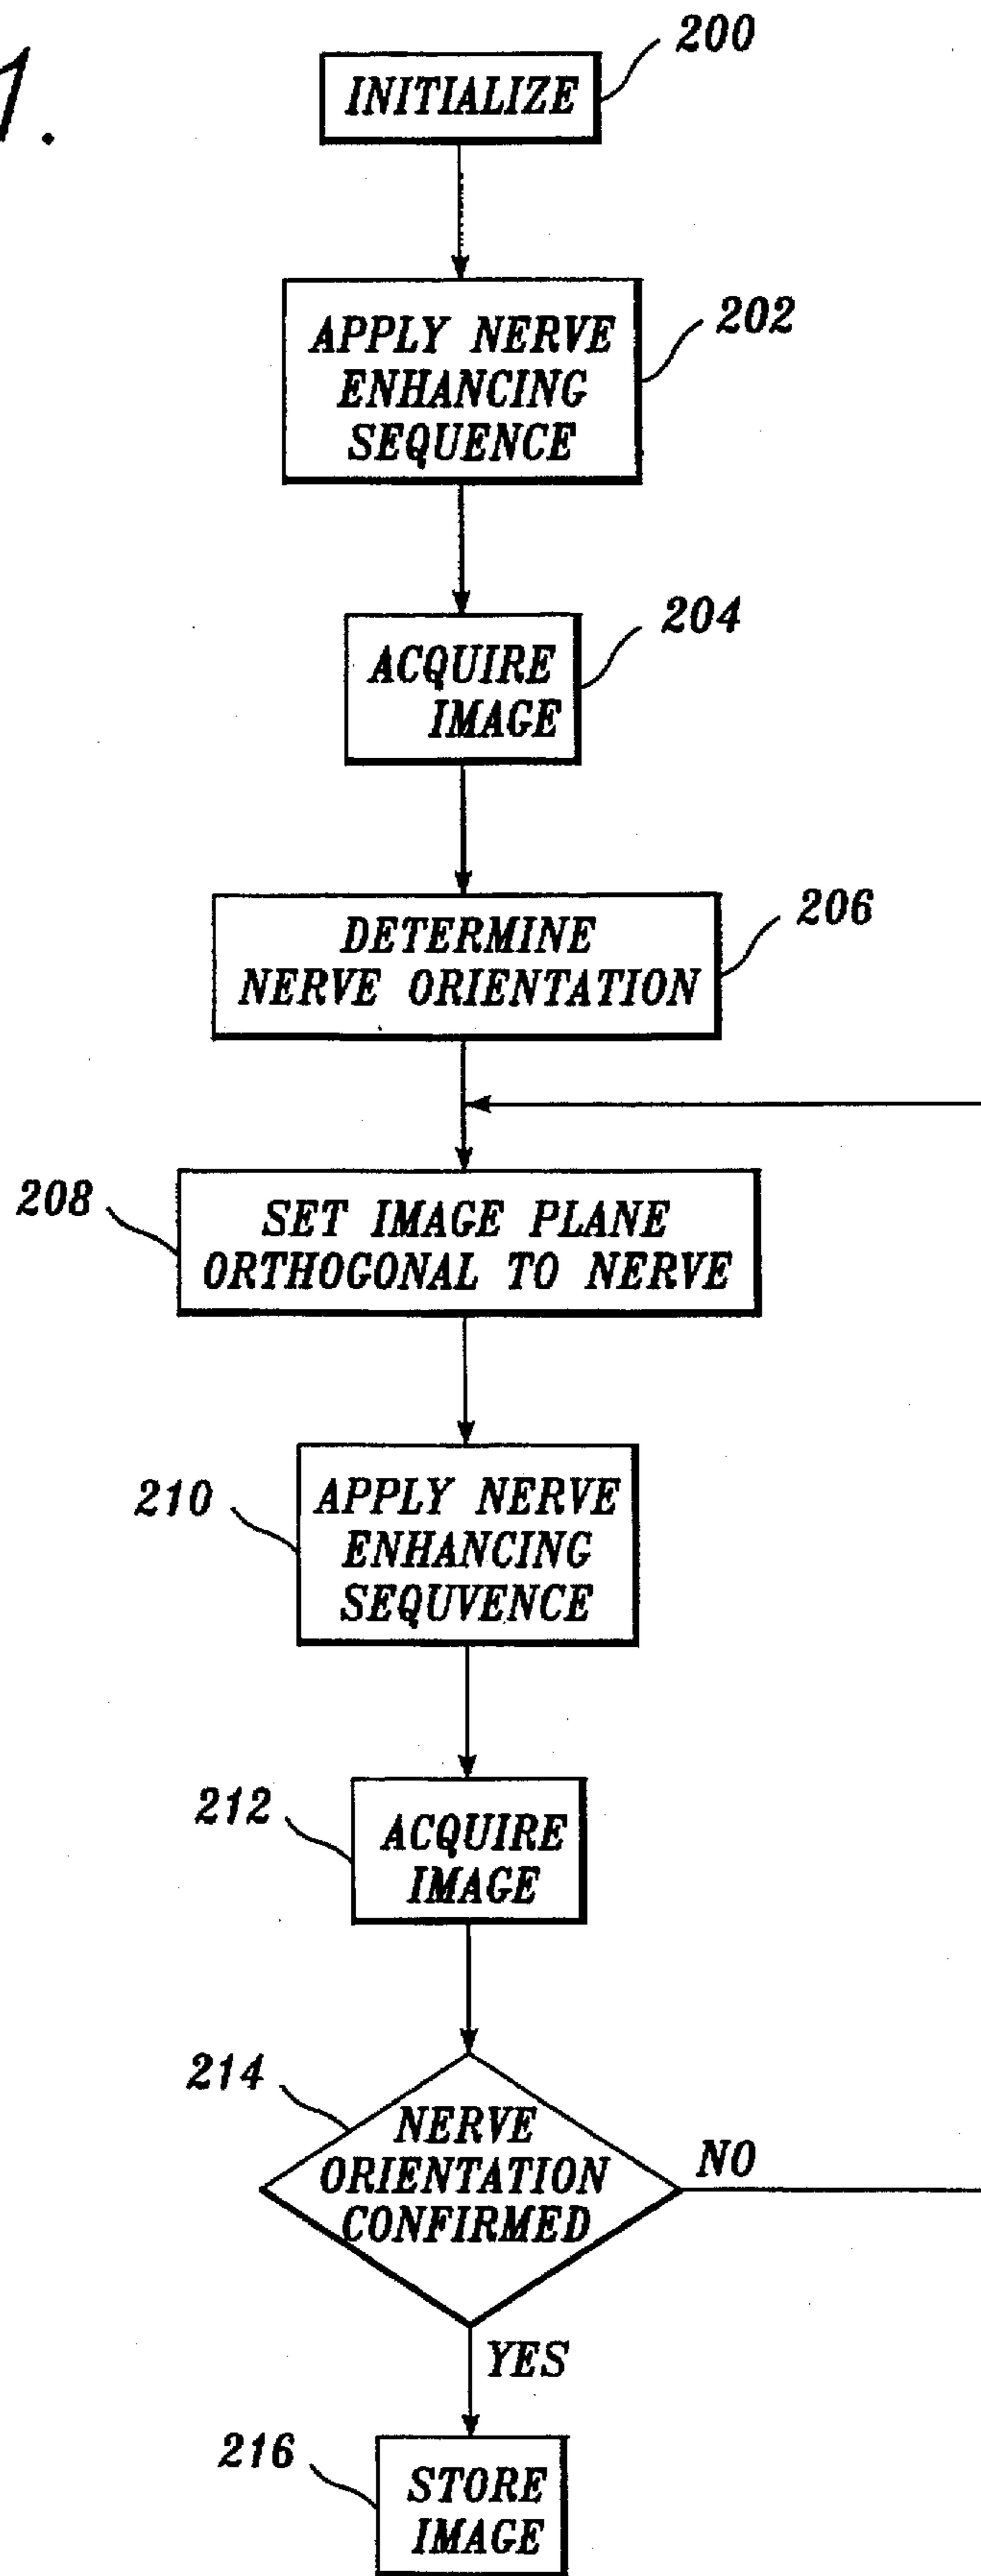 1.
200
INITIALIZE
202
APPLY NERVE
ENHANCING
SEQUENCE
204
ACQUIRE
IMAGE
206
DETERMINE
NERVE ORIENTATION
208
SET IMAGE PLANE
ORTHOGONAL TO NERVE
210
APPLY NERVE
ENHANCING
SEQUVENCE
212
ACQUIRE
IMAGE
214
NERVE
ORIENTATION
CONFIRMED
NO
YES
216
STORE
IMAGE